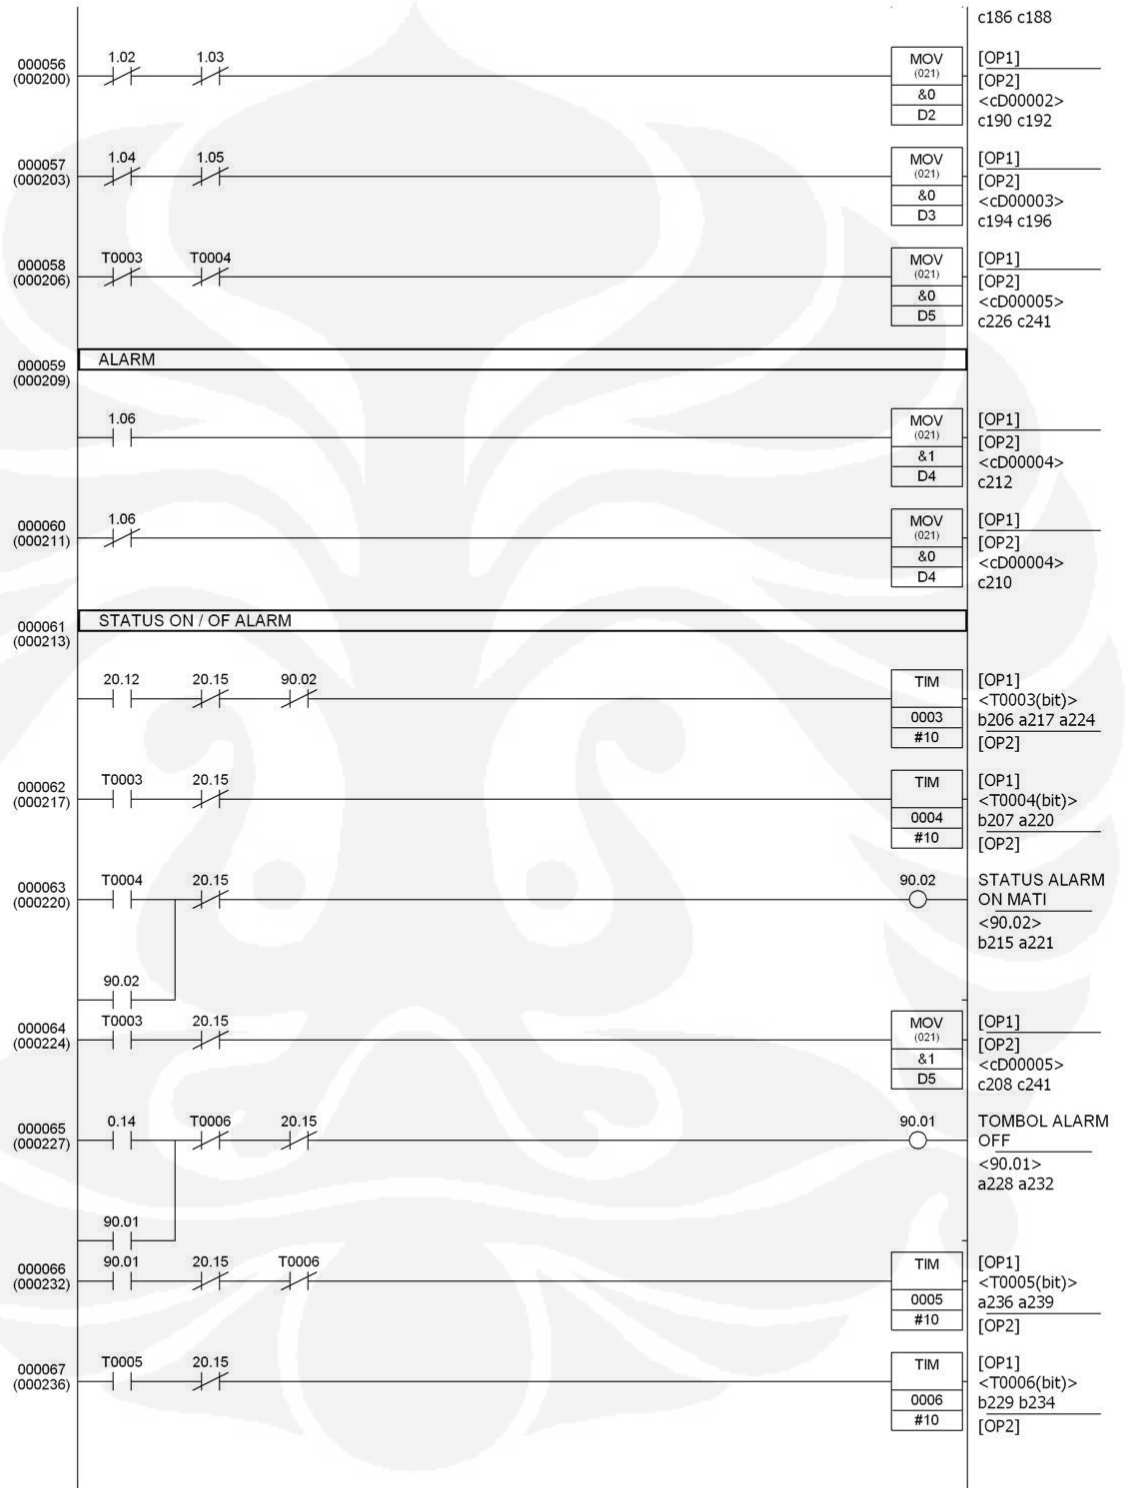 c186 c188
000056
(000200)
1.02 1.03
MOV
(021)
&0
D2
[OP1]
[OP2]
<cD00002>
c190 c192
000057
(000203)
1.04 1.05
MOV
(021)
&0
D3
[OP1]
[OP2]
<cD00003>
c194 c196
000058
(000206)
T0003 T0004
MOV
(021)
&0
D5
[OP1]
[OP2]
<cD00005>
c226 c241
000059
(000209)
ALARM
1.06
MOV
(021)
&1
D4
[OP1]
[OP2]
<cD00004>
c212
000060
(000211)
1.06
MOV
(021)
&0
D4
[OP1]
[OP2]
<cD00004>
c210
000061
(000213)
STATUS ON / OF ALARM
20.12 20.15 90.02
TIM
0003
#10
[OP1]
<T0003(bit)>
b206 a217 a224
[OP2]
000062
(000217)
T0003 20.15
TIM
0004
#10
[OP1]
<T0004(bit)>
b207 a220
[OP2]
000063
(000220)
T0004 20.15
90.02
STATUS ALARM
ON MATI
<90.02>
b215 a221
90.02
000064
(000224)
T0003 20.15
MOV
(021)
&1
D5
[OP1]
[OP2]
<cD00005>
c208 c241
000065
(000227)
0.14 T0006 20.15
90.01
TOMBOL ALARM
OFF
<90.01>
a228 a232
90.01
000066
(000232)
90.01 20.15 T0006
TIM
0005
#10
[OP1]
<T0005(bit)>
a236 a239
[OP2]
000067
(000236)
T0005 20.15
TIM
0006
#10
[OP1]
<T0006(bit)>
b229 b234
[OP2]